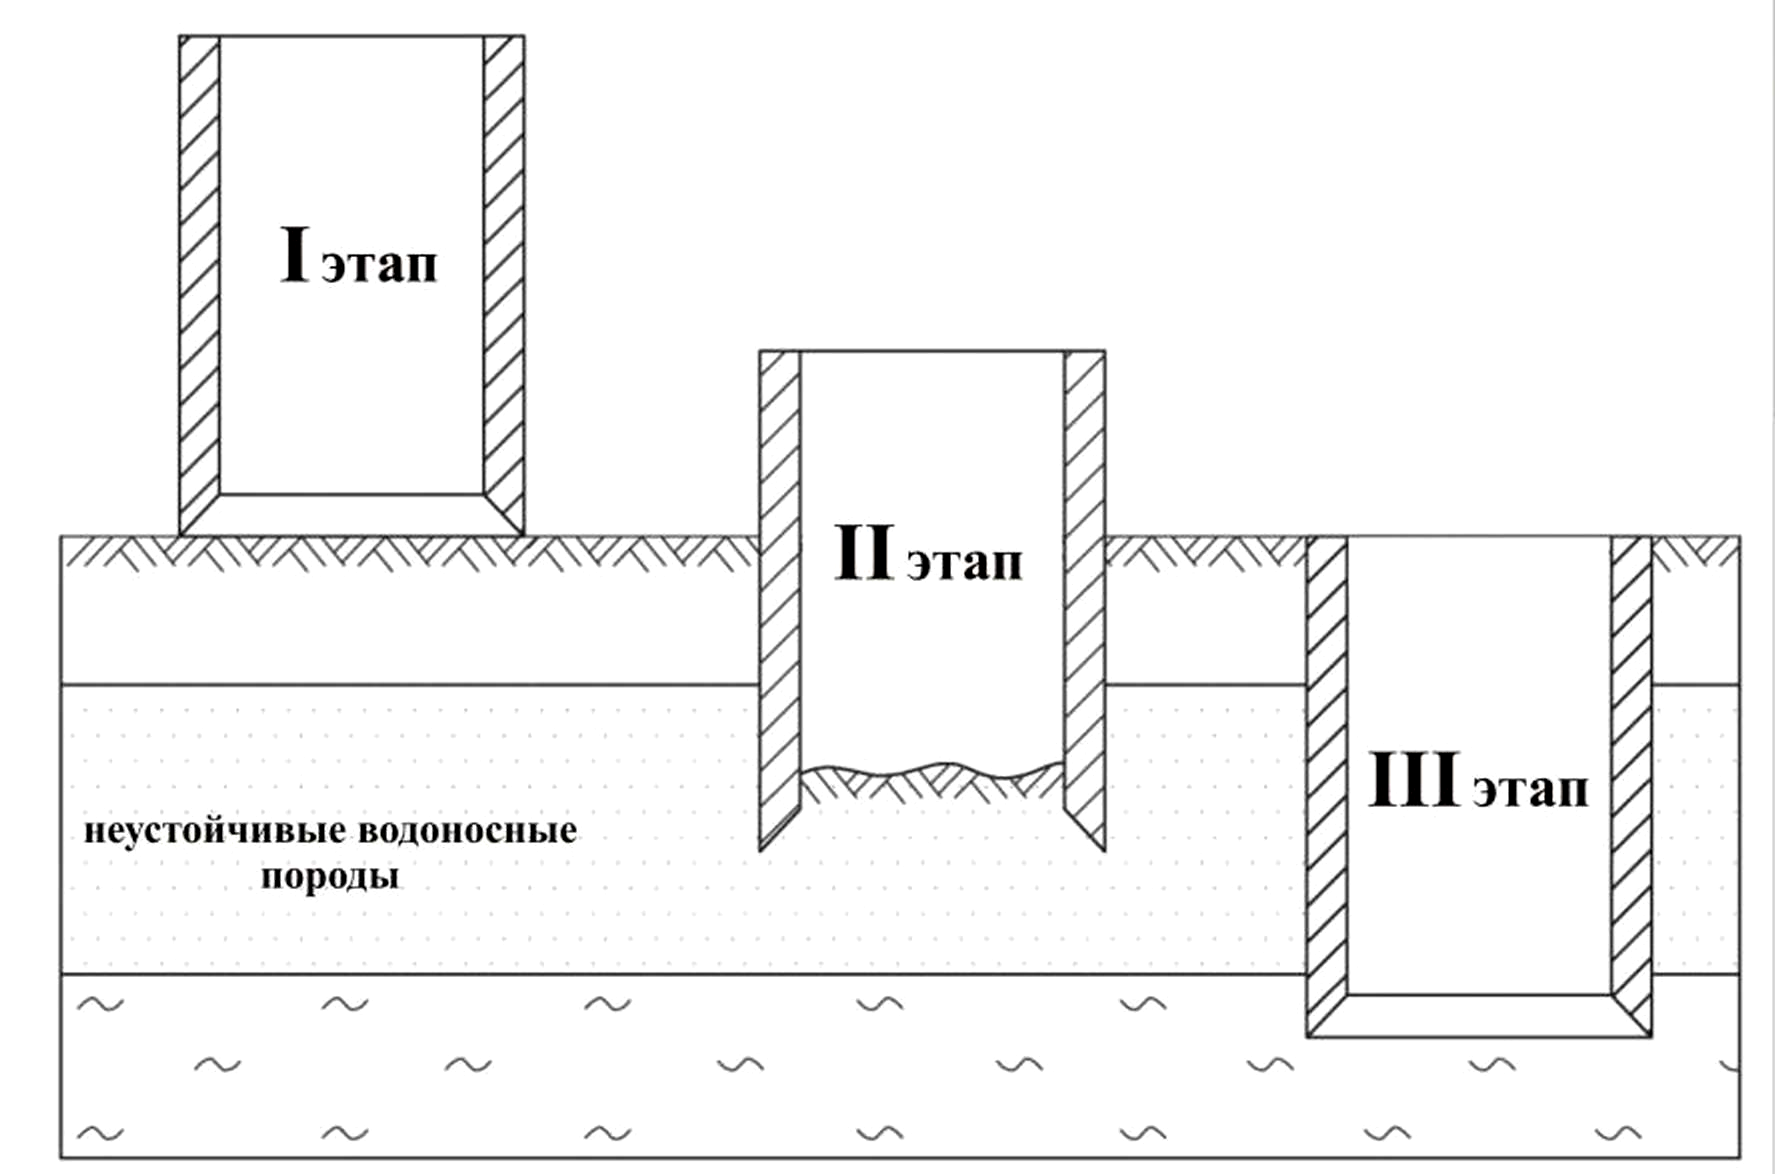 I этап
II этап
III этап
неустойчивые водоносные
породы